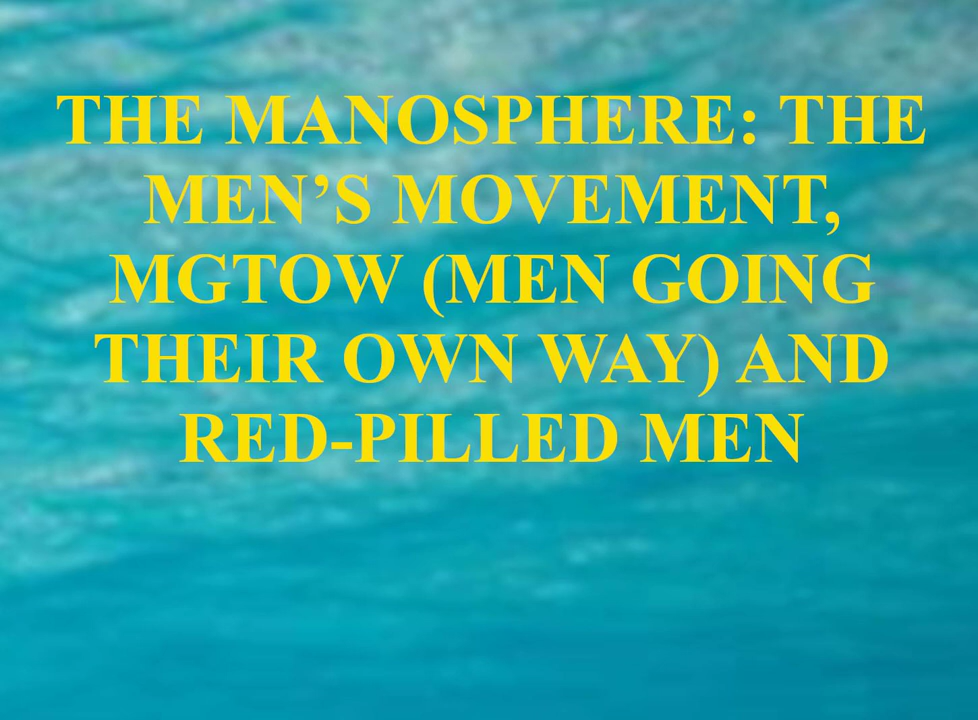 THE MANOSPHERE: THE
MEN’S MOVEMENT,
MGTOW (MEN GOING
THEIR OWN WAY) AND
RED-PILLED MEN